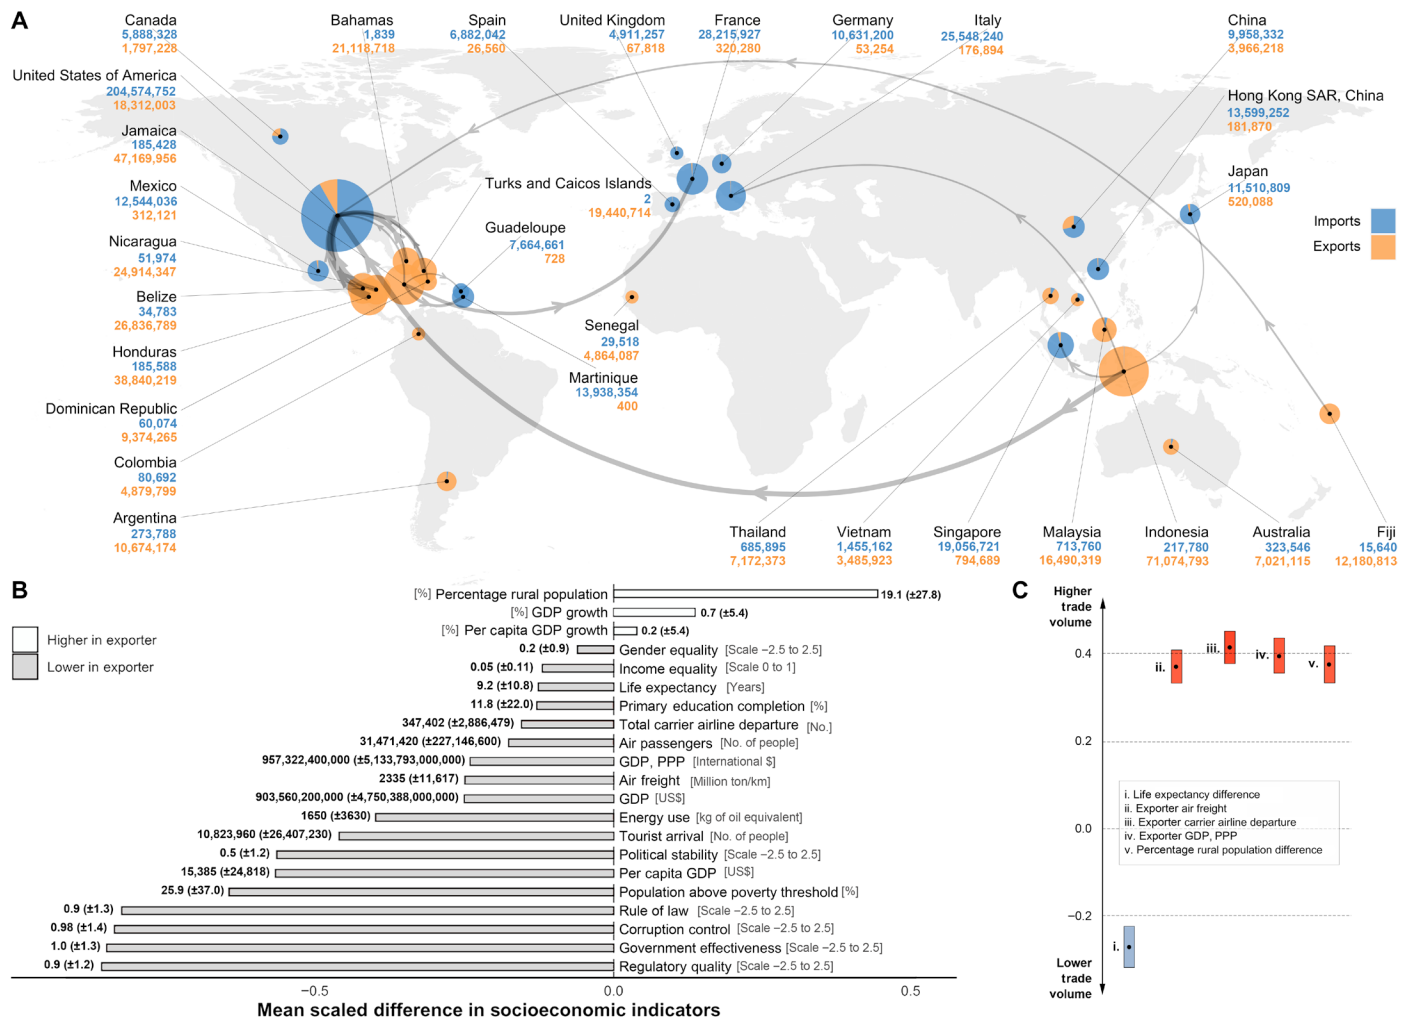 A
Canada
5,888,328
1,797,228
Bahamas
1,839
21,118,718
Spain
6,882,042
26,560
United Kingdom
4,911,257
67,818
France
28,215,927
320,280
Germany
10,631,200
53,254
Italy
25,548,240
176,894
China
9,958,332
3,966,218
United States of America
204,574,752
18,312,003
Hong Kong SAR, China
13,599,252
181,870
Jamaica
185,428
47,169,956
Japan
11,510,809
520,088
Mexico
12,544,036
312,121
Turks and Caicos Islands
2
19,440,714
Imports
Exports
Guadeloupe
7,664,661
728
Nicaragua
51,974
24,914,347
Belize
34,783
26,836,789
Senegal
29,518
4,864,087
Honduras
185,588
38,840,219
Martinique
13,938,354
400
Dominican Republic
60,074
9,374,265
Colombia
80,692
4,879,799
Argentina
273,788
10,674,174
Thailand
685,895
7,172,373
Vietnam
1,455,162
3,485,923
Singapore
19,056,721
794,689
Malaysia
713,760
16,490,319
Indonesia
217,780
71,074,793
Australia
323,546
7,021,115
Fiji
15,640
12,180,813
B
Higher in exporter
Lower in exporter
[%] Percentage rural population 19.1 (±27.8)
[%] GDP growth 0.7 (±5.4)
[%] Per capita GDP growth 0.2 (±5.4)
0.2 (±0.9) Gender equality [Scale –2.5 to 2.5]
0.05 (±0.11) Income equality [Scale 0 to 1]
9.2 (±10.8) Life expectancy [Years]
11.8 (±22.0) Primary education completion [%]
347,402 (±2,886,479) Total carrier airline departure [No.]
31,471,420 (±227,146,600) Air passengers [No. of people]
957,322,400,000 (±5,133,793,000,000) GDP, PPP [International $]
2335 (±11,617) Air freight [Million ton/km]
903,560,200,000 (±4,750,388,000,000) GDP [US$]
1650 (±3630) Energy use [kg of oil equivalent]
10,823,960 (±26,407,230) Tourist arrival [No. of people]
0.5 (±1.2) Political stability [Scale –2.5 to 2.5]
15,385 (±24,818) Per capita GDP [US$]
25.9 (±37.0) Population above poverty threshold [%]
0.9 (±1.3) Rule of law [Scale –2.5 to 2.5]
0.98 (±1.4) Corruption control [Scale –2.5 to 2.5]
1.0 (±1.3) Government effectiveness [Scale –2.5 to 2.5]
0.9 (±1.2) Regulatory quality [Scale –2.5 to 2.5]
–0.5 0.0 0.5
Mean scaled difference in socioeconomic indicators
C
Higher
trade
volume
0.4
0.2
0.0
–0.2
ii.
iii.
iv.
v.
i. Life expectancy difference
ii. Exporter air freight
iii. Exporter carrier airline departure
iv. Exporter GDP, PPP
v. Percentage rural population difference
i.
Lower
trade
volume